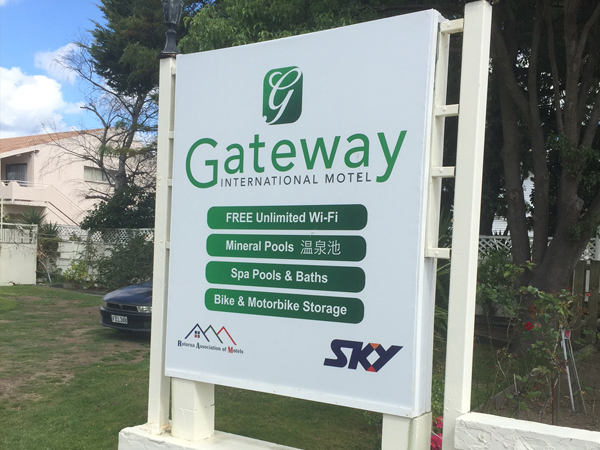 G
Gateway
INTERNATIONAL MOTEL
FREE Unlimited Wi-Fi
Mineral Pools 温泉池
Spa Pools & Baths
Bike & Motorbike Storage
Rotorua Association of Motels
SKY